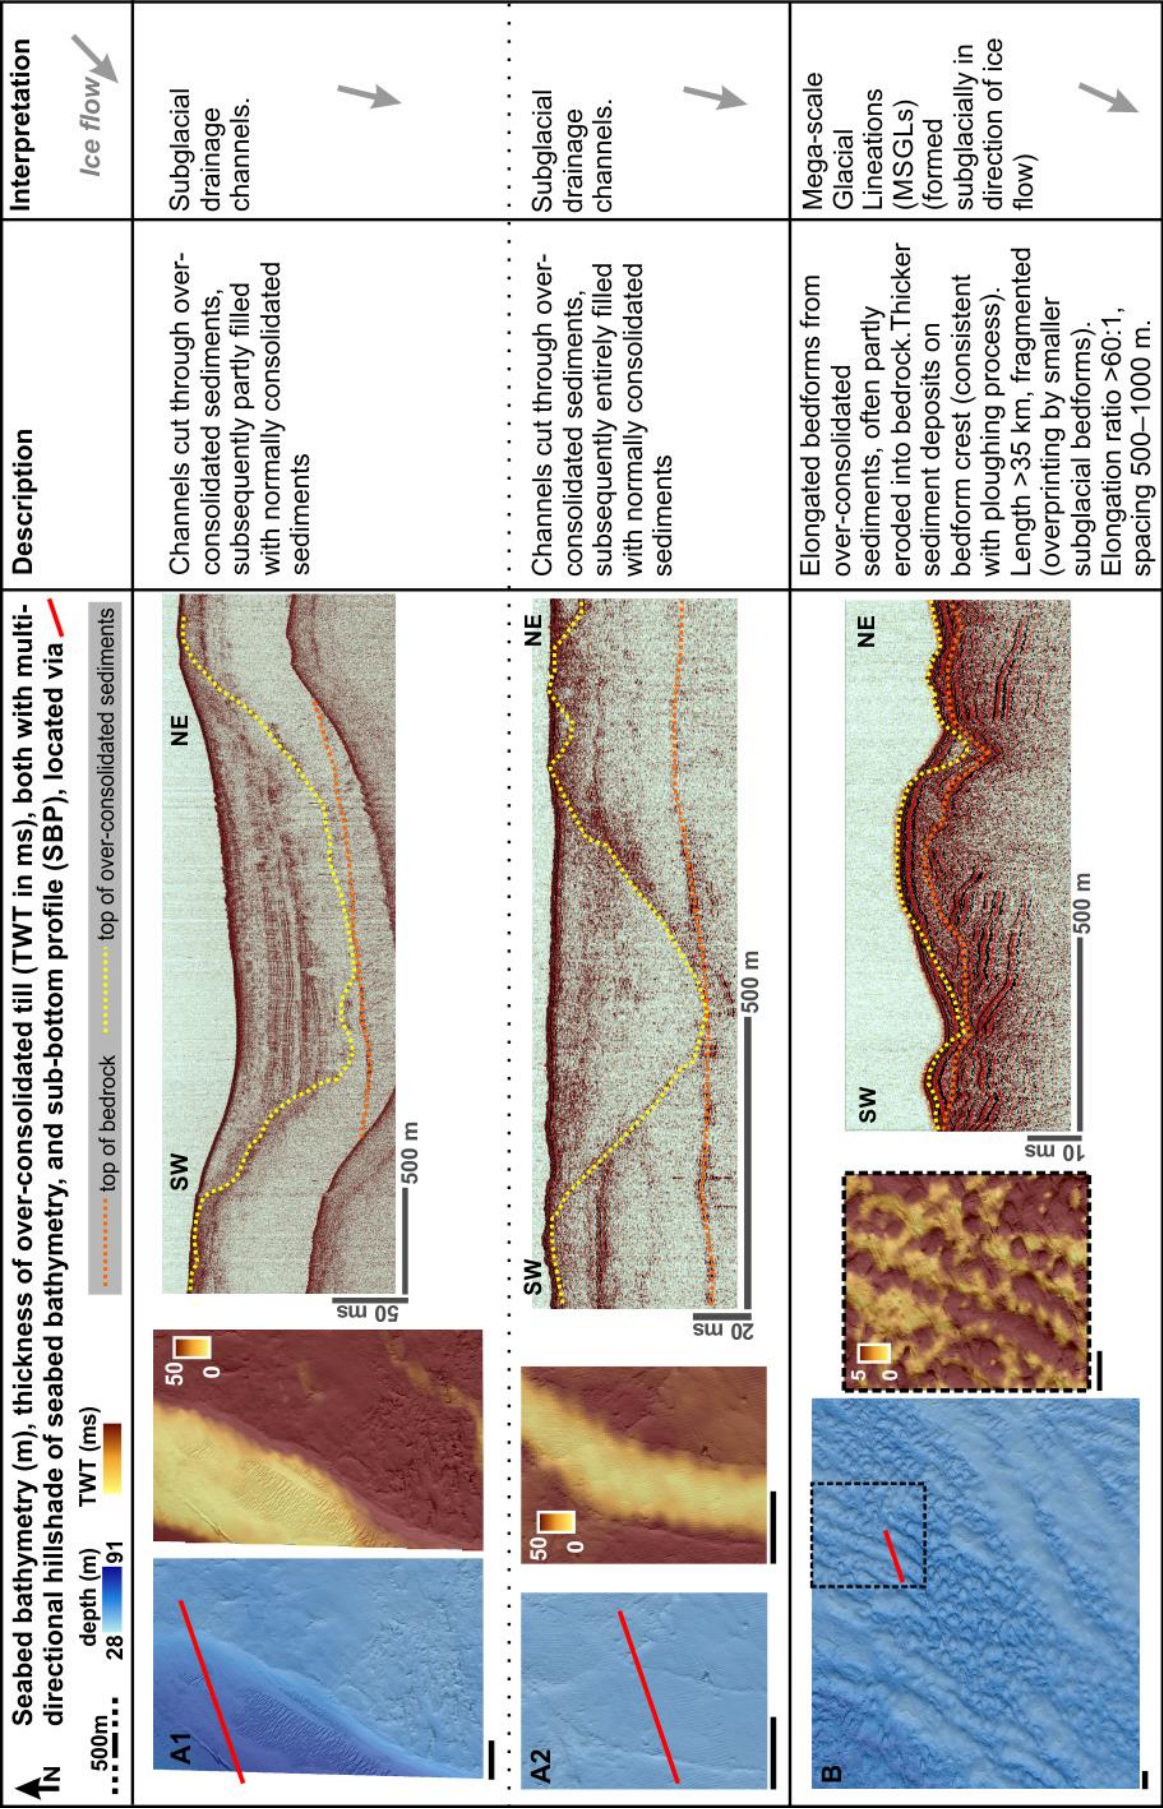 Seabed bathymetry (m), thickness of over-consolidated till (TWT in ms), both with multi-
directional hillshade of seabed bathymetry, and sub-bottom profile (SBP), located via
N
500m
depth (m)
28 91
TWT (ms)
top of bedrock
top of over-consolidated sediments
Description
Interpretation
Ice flow
A1
50
0
SW
NE
50 ms
500 m
Channels cut through over-
consolidated sediments,
subsequently partly filled
with normally consolidated
sediments
Subglacial
drainage
channels.
A2
50
0
SW
NE
20 ms
500 m
Channels cut through over-
consolidated sediments,
subsequently entirely filled
with normally consolidated
sediments
Subglacial
drainage
channels.
B
5
0
SW
NE
10 ms
500 m
Elongated bedforms from
over-consolidated
sediments, often partly
eroded into bedrock.Thicker
sediment deposits on
bedform crest (consistent
with ploughing process).
Length >35 km, fragmented
(overprinting by smaller
subglacial bedforms).
Elongation ratio >60:1,
spacing 500–1000 m.
Mega-scale
Glacial
Lineations
(MSGLs)
(formed
subglacially in
direction of ice
flow)